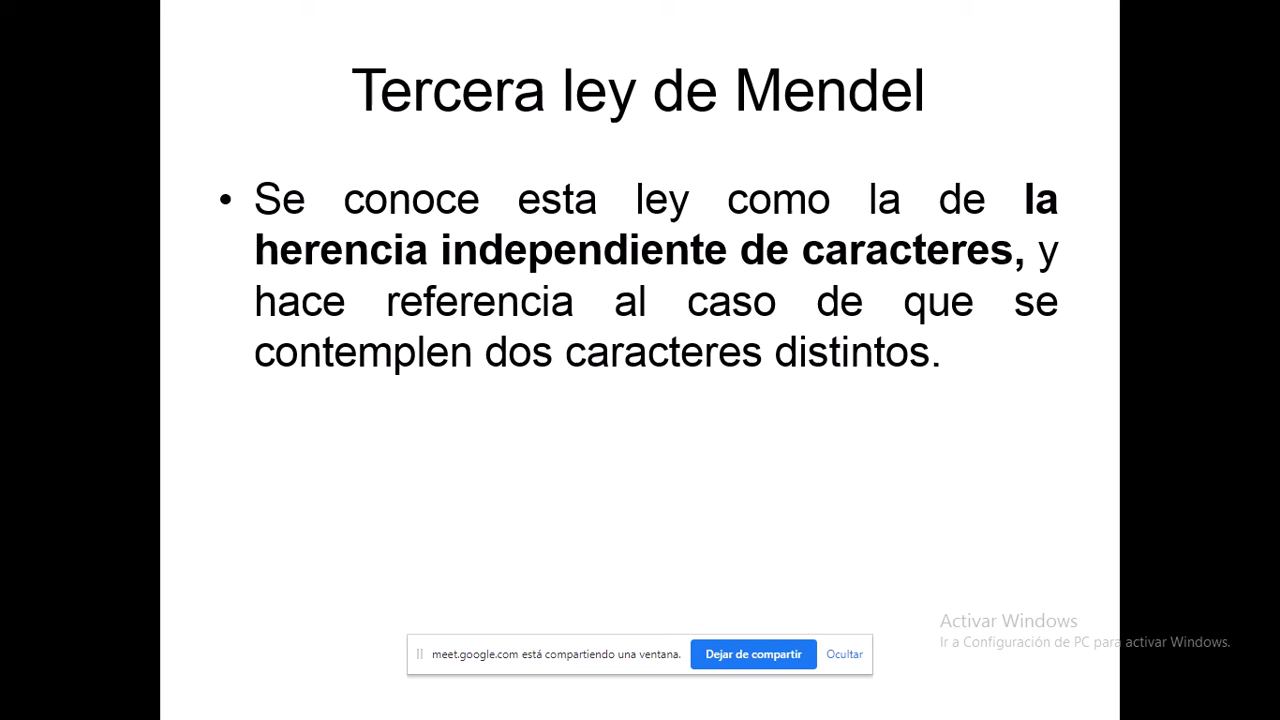 Tercera ley de Mendel
• Se conoce esta ley como la de la
herencia independiente de caracteres, y
hace referencia al caso de que se
contemplen dos caracteres distintos.
Activar Windows
Ir a Configuración de PC para activar Windows.
meet.google.com está compartiendo una ventana. Dejar de compartir Ocultar